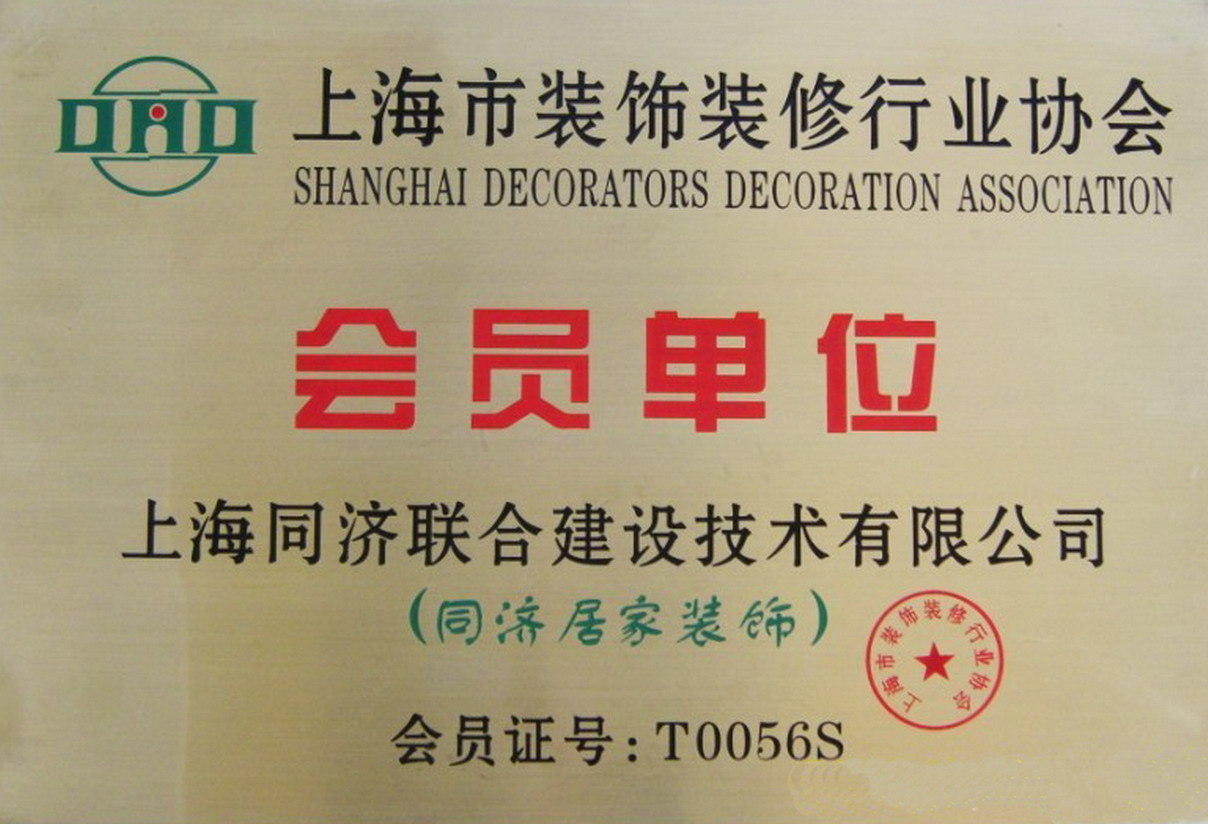 DAD
上海市装饰装修行业协会
SHANGHAI DECORATORS DECORATION ASSOCIATION
会员单位
上海同济联合建设技术有限公司
(同济居家装饰)
上海市装饰装修行业协会
会员证号:T0056S